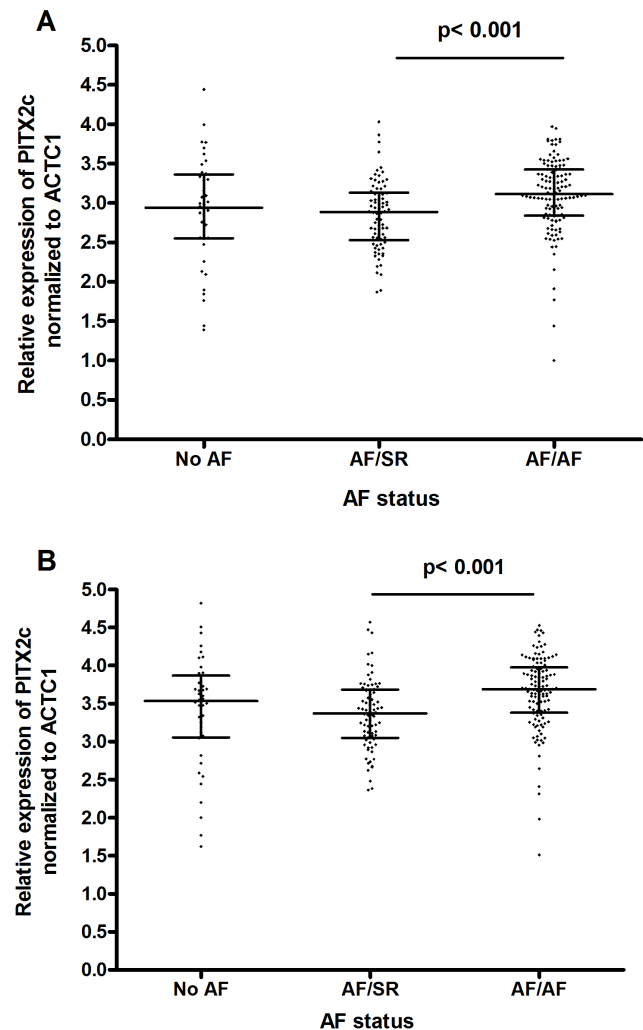 A
p< 0.001
5.0
4.5
4.0
3.5
3.0
2.5
2.0
1.5
1.0
0.5
0.0
Relative expression of PITX2c
normalized to ACTC1
No AF
AF/SR
AF/AF
AF status
B
p< 0.001
5.0
4.5
4.0
3.5
3.0
2.5
2.0
1.5
1.0
0.5
0.0
Relative expression of PITX2c
normalized to ACTC1
No AF
AF/SR
AF/AF
AF status